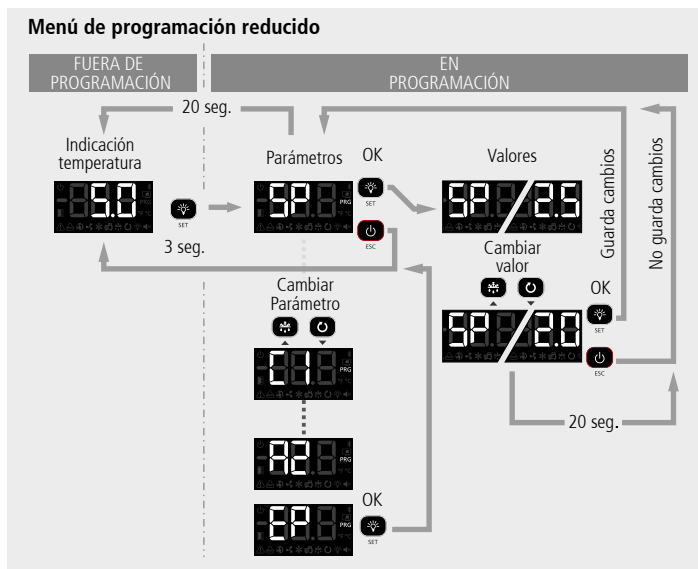 Menú de programación reducido
FUERA DE
PROGRAMACIÓN
EN
PROGRAMACIÓN
20 seg.
Indicación
temperatura
Parámetros
OK
Valores
5.0
SET
SP
PRG
SET
SP
2.5
3 seg.
ESC
Cambiar
valor
Guarda cambios
No guarda cambios
Cambiar
Parámetro
OK
SP
2.0
SET
C1
PRG
ESC
20 seg.
A2
PRG
OK
EP
PRG
SET